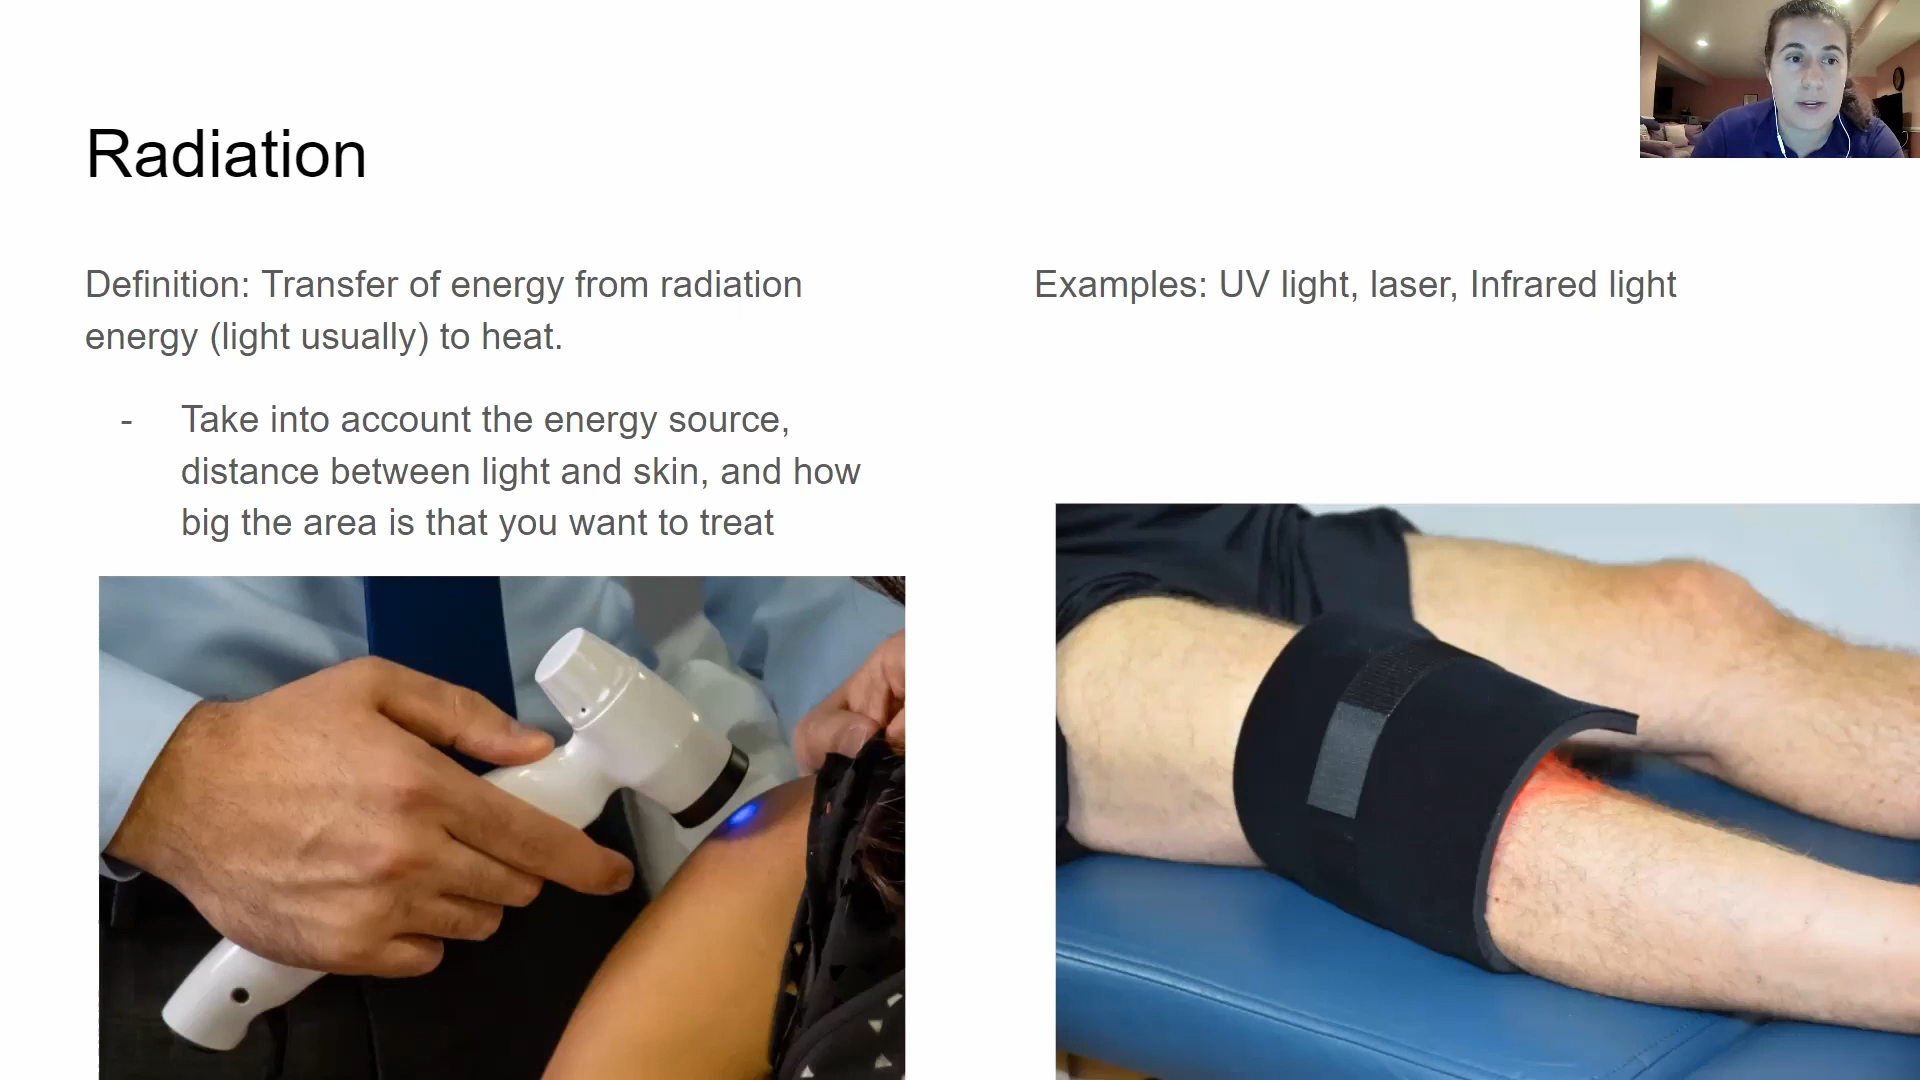 Radiation
Definition: Transfer of energy from radiation
energy (light usually) to heat.
- Take into account the energy source,
distance between light and skin, and how
big the area is that you want to treat
Examples: UV light, laser, Infrared light